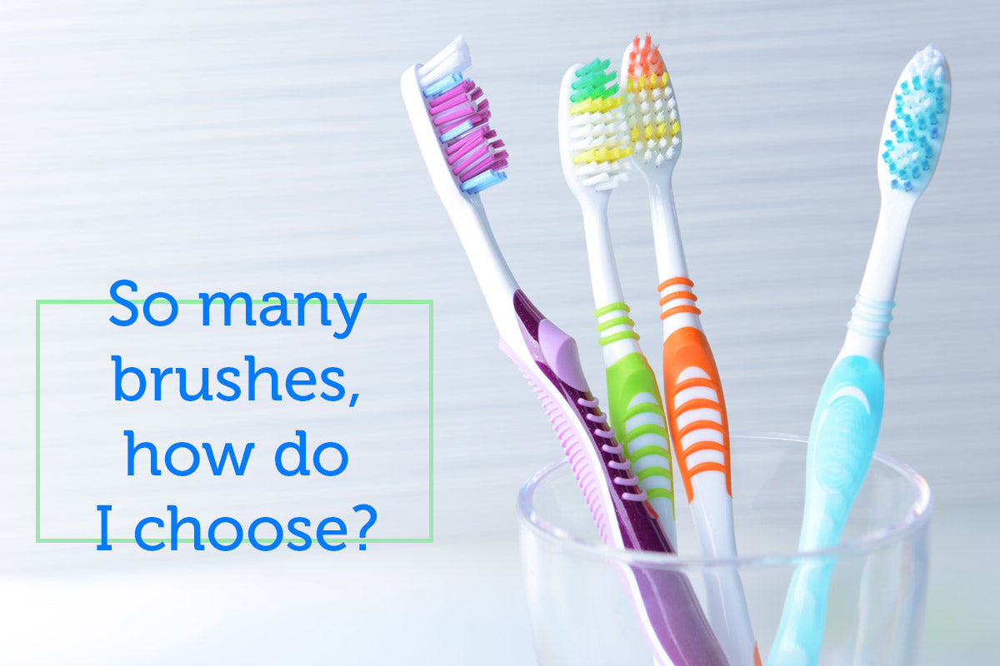 So many
brushes,
how do
I choose?